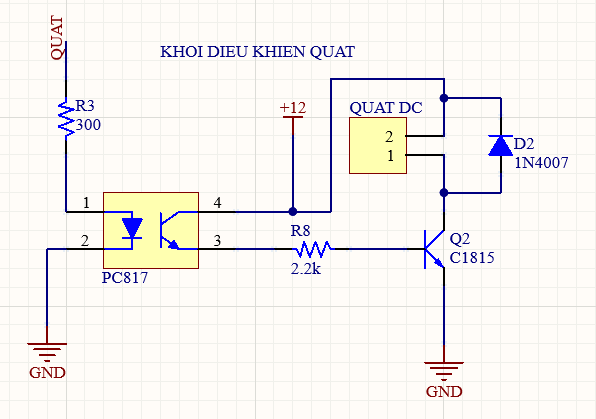 QUAT
KHOI DIEU KHIEN QUAT
R3
300
+12
QUAT DC
2
1
D2
1N4007
1
4
2
3
PC817
R8
2.2k
Q2
C1815
GND
GND